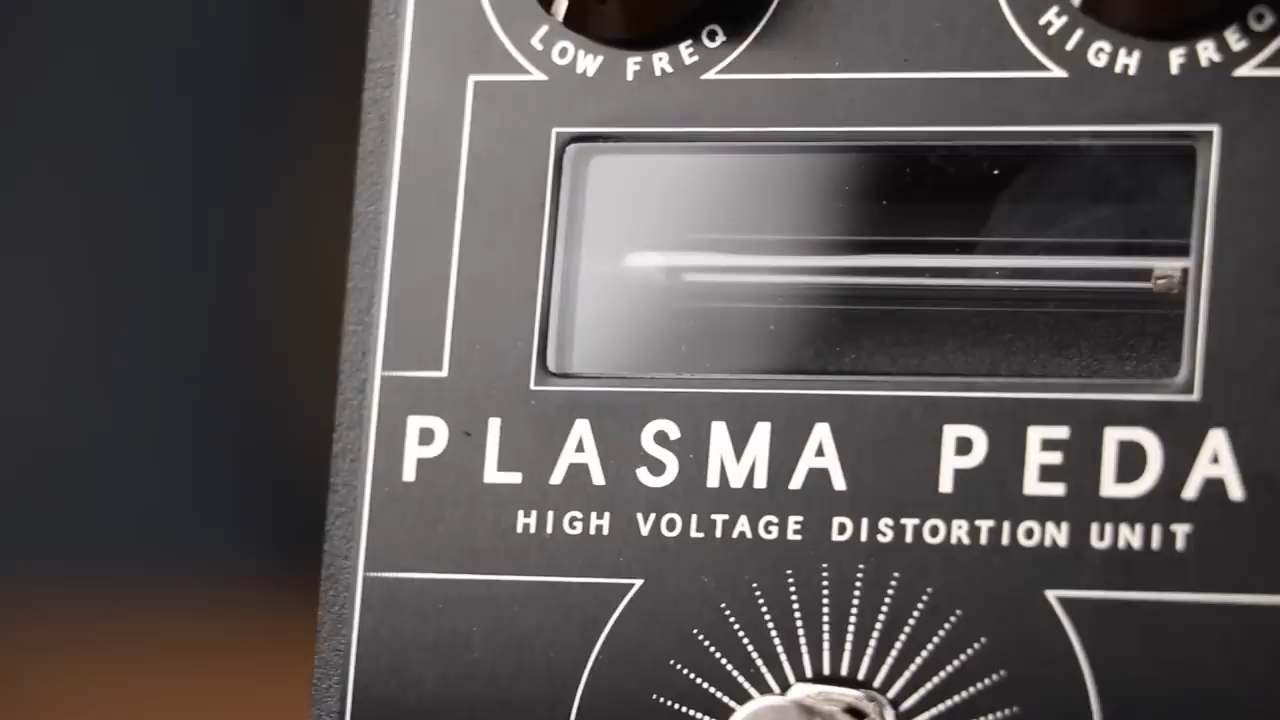 LOW FREQ
HIGH FREQ
PLASMA PEDA
HIGH VOLTAGE DISTORTION UNIT